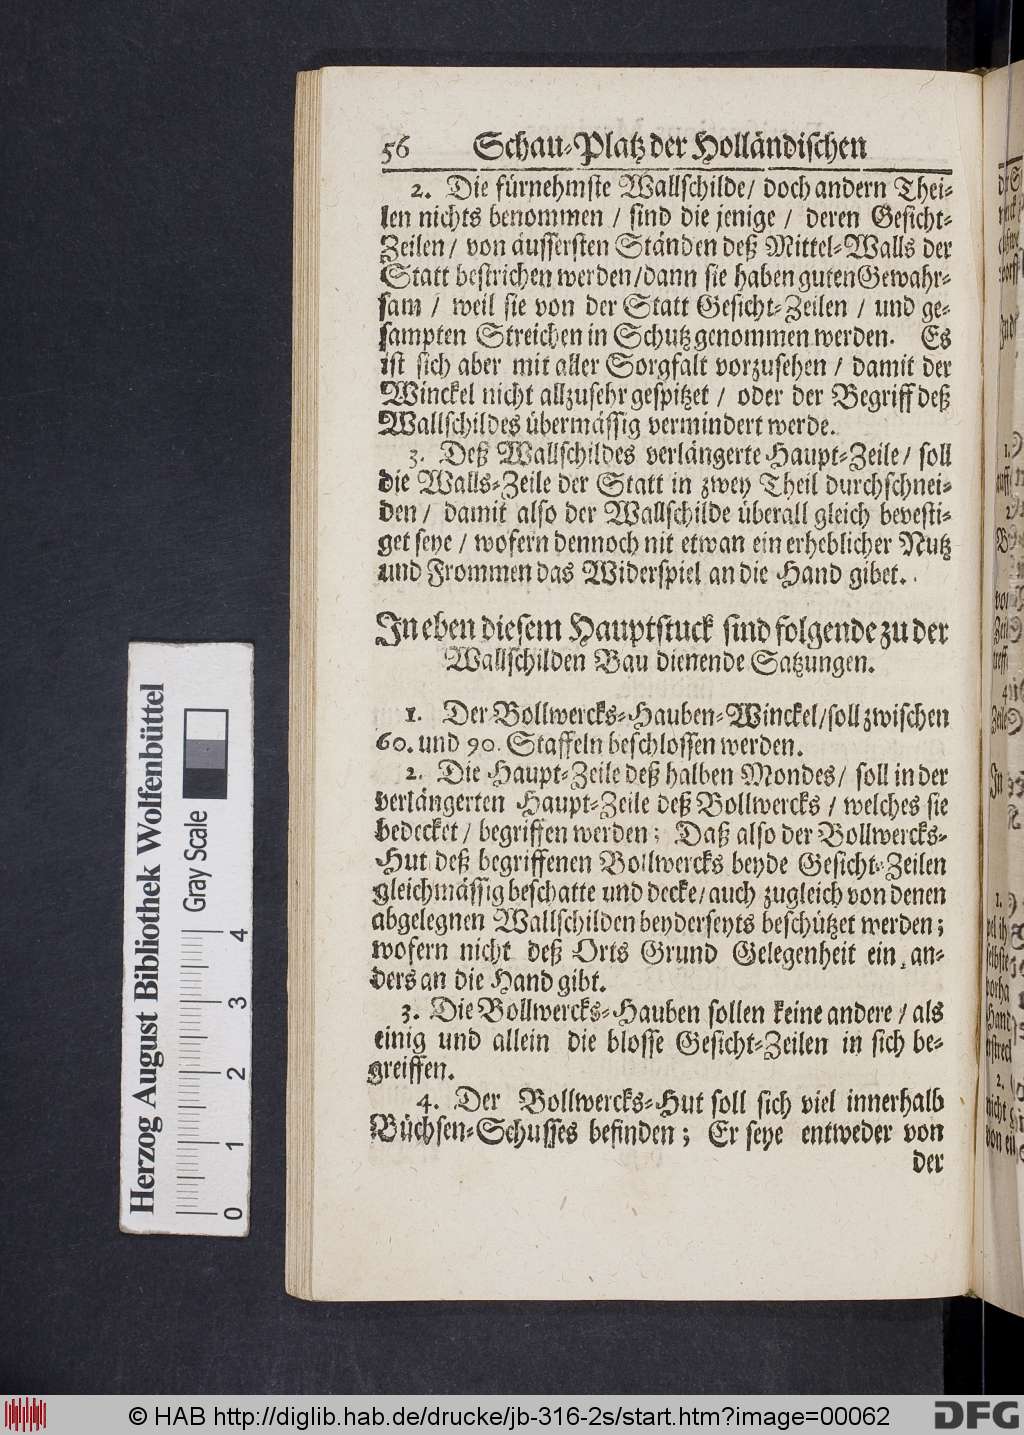 56 Schau-Platz der Holländischen
2. Die fürnehmste Wallschilde/ doch andern Thei-
len nichts benommen / sind die jenige / deren Gesicht-
Zeilen / von äussersten Ständen deß Mittel-Walls der
Statt bestrichen werden/dann sie haben guten Gewahr-
sam / weil sie von der Statt Gesicht-Zeilen / und ge-
sampten Streichen in Schutz genommen werden. Es
ist sich aber mit aller Sorgfalt vorzusehen / damit der
Winckel nicht allzusehr gespitzet / oder der Begriff deß
Wallschildes übermässig vermindert werde.
3. Deß Wallschildes verlängerte Haupt-Zeile/ soll
die Walls-Zeile der Statt in zwey Theil durchschnei-
den / damit also der Wallschilde überall gleich bevesti-
get seye / wofern dennoch nit etwan ein erheblicher Nutz
und Frommen das Widerspiel an die Hand gibet.
In eben diesem Hauptstuck sind folgende zu der
Wallschilden Bau dienende Satzungen.
1. Der Bollwercks-Hauben-Winckel/soll zwischen
60. und 90. Staffeln beschlossen werden.
2. Die Haupt-Zeile deß halben Mondes/ soll in der
verlängerten Haupt-Zeile deß Bollwercks / welches sie
bedecket / begriffen werden; Daß also der Bollwercks-
Hut deß begriffenen Bollwercks beyde Gesicht-Zeilen
gleichmässig beschatte und decke/ auch zugleich von denen
abgelegnen Wallschilden beyderseyts beschützet werden;
wofern nicht deß Orts Grund Gelegenheit ein an-
ders an die Hand gibt.
3. Die Bollwercks-Hauben sollen keine andere / als
einig und allein die blosse Gesicht-Zeilen in sich be-
greiffen.
4. Der Bollwercks-Hut soll sich viel innerhalb
Büchsen-Schusses befinden; Er seye entweder von
der
Herzog August Bibliothek Wolfenbüttel
Gray Scale
0 1 2 3 4
© HAB http://diglib.hab.de/drucke/jb-316-2s/start.htm?image=00062
DFG